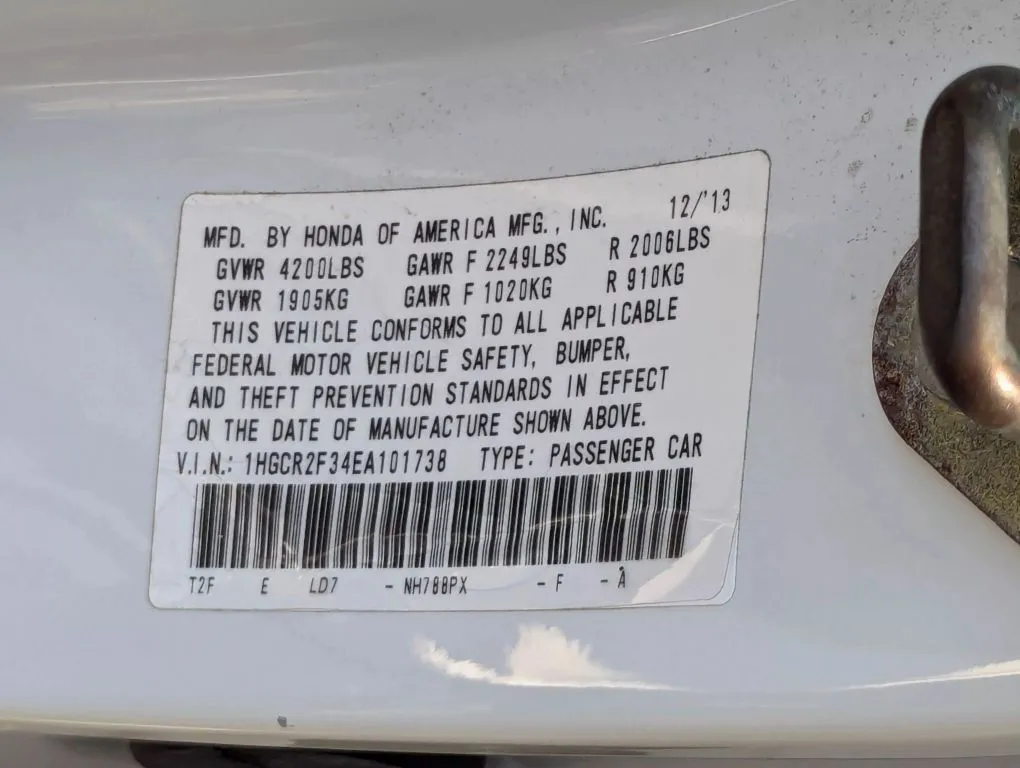 12/'13
MFD. BY HONDA OF AMERICA MFG., INC.
GVWR 4200LBS GAWR F 2249LBS R 2006LBS
GVWR 1905KG GAWR F 1020KG R 910KG
THIS VEHICLE CONFORMS TO ALL APPLICABLE
FEDERAL MOTOR VEHICLE SAFETY, BUMPER,
AND THEFT PREVENTION STANDARDS IN EFFECT
ON THE DATE OF MANUFACTURE SHOWN ABOVE.
V.I.N.: 1HGCR2F34EA101738 TYPE: PASSENGER CAR
T2F E LD7 - NH788PX - F - A